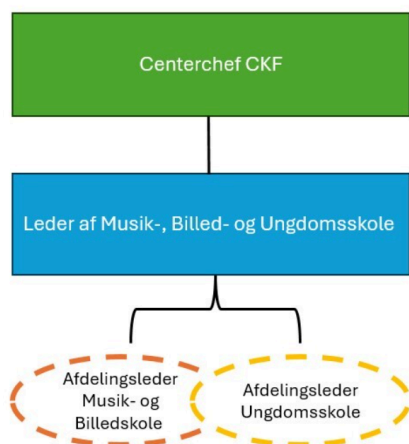 Centerchef CKF
Leder af Musik-, Billed- og Ungdomsskole
Afdelingsleder
Musik- og
Billedskole
Afdelingsleder
Ungdomsskole